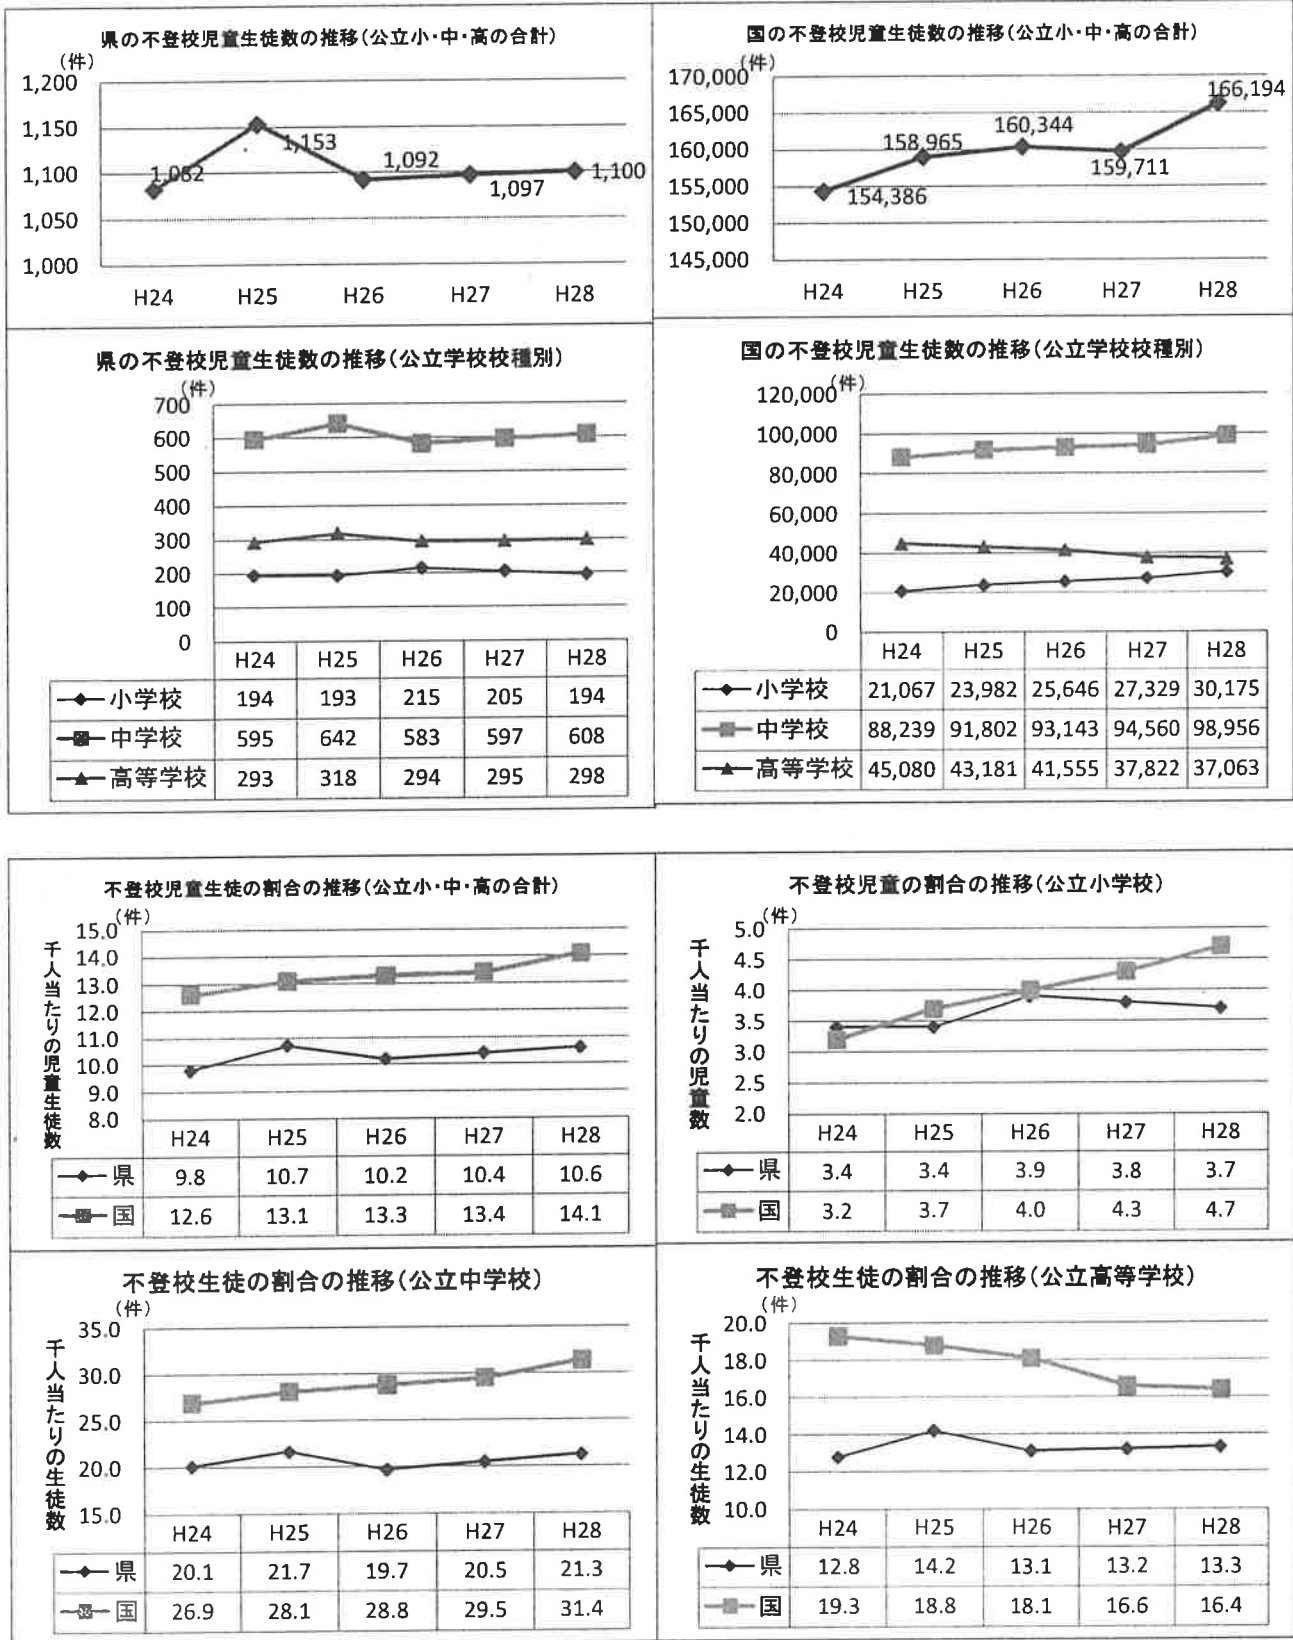 県の不登校児童生徒数の推移(公立小・中・高の合計)
(件)
1,200
1,150
1,100
1,050
1,000
1,082
1,153
1,092
1,097
1,100
H24 H25 H26 H27 H28
国の不登校児童生徒数の推移(公立小・中・高の合計)
(件)
170,000
165,000
160,000
155,000
150,000
145,000
154,386
158,965
160,344
159,711
166,194
H24 H25 H26 H27 H28
県の不登校児童生徒数の推移(公立学校校種別)
(件)
700
600
500
400
300
200
100
0
H24 H25 H26 H27 H28
小学校 194 193 215 205 194
中学校 595 642 583 597 608
高等学校 293 318 294 295 298
国の不登校児童生徒数の推移(公立学校校種別)
(件)
120,000
100,000
80,000
60,000
40,000
20,000
0
H24 H25 H26 H27 H28
小学校 21,067 23,982 25,646 27,329 30,175
中学校 88,239 91,802 93,143 94,560 98,956
高等学校 45,080 43,181 41,555 37,822 37,063
不登校児童生徒の割合の推移(公立小・中・高の合計)
(件)
千人当たりの児童生徒数
15.0
14.0
13.0
12.0
11.0
10.0
9.0
8.0
H24 H25 H26 H27 H28
県 9.8 10.7 10.2 10.4 10.6
国 12.6 13.1 13.3 13.4 14.1
不登校児童の割合の推移(公立小学校)
(件)
千人当たりの児童数
5.0
4.5
4.0
3.5
3.0
2.5
2.0
H24 H25 H26 H27 H28
県 3.4 3.4 3.9 3.8 3.7
国 3.2 3.7 4.0 4.3 4.7
不登校生徒の割合の推移(公立中学校)
(件)
千人当たりの生徒数
35.0
30.0
25.0
20.0
15.0
H24 H25 H26 H27 H28
県 20.1 21.7 19.7 20.5 21.3
国 26.9 28.1 28.8 29.5 31.4
不登校生徒の割合の推移(公立高等学校)
(件)
千人当たりの生徒数
20.0
18.0
16.0
14.0
12.0
10.0
H24 H25 H26 H27 H28
県 12.8 14.2 13.1 13.2 13.3
国 19.3 18.8 18.1 16.6 16.4